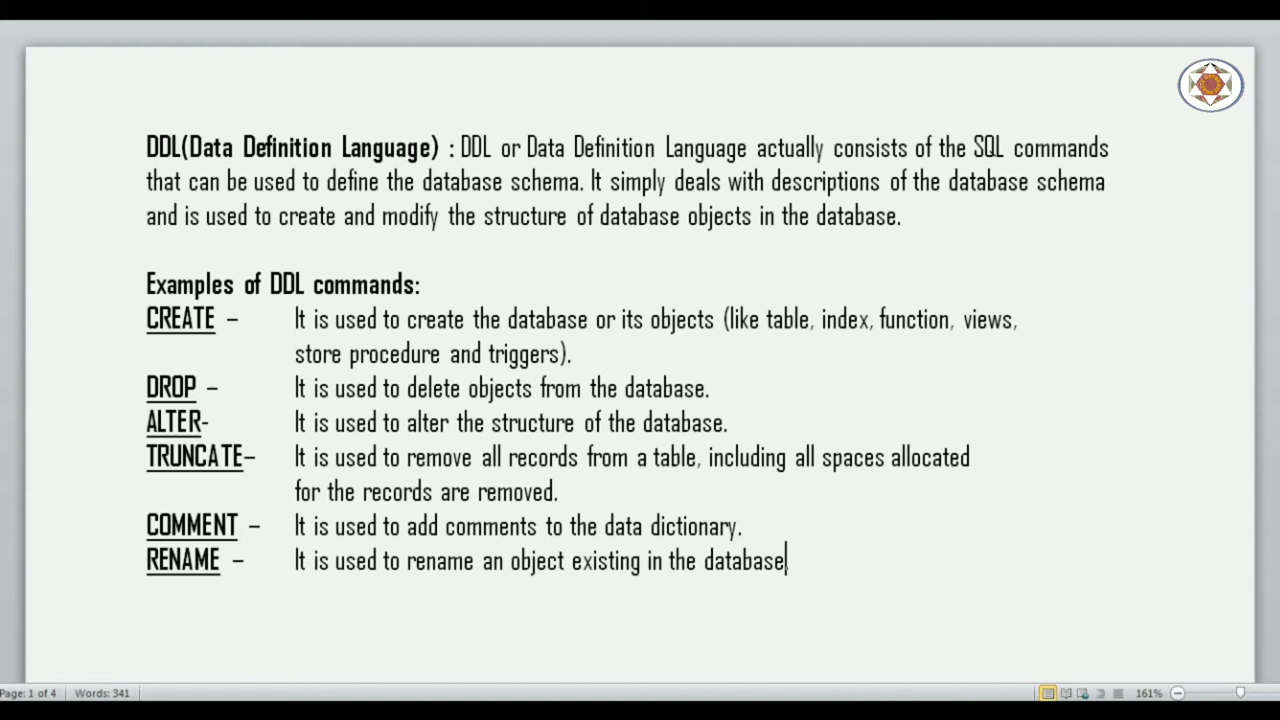 DDL(Data Definition Language) : DDL or Data Definition Language actually consists of the SQL commands
that can be used to define the database schema. It simply deals with descriptions of the database schema
and is used to create and modify the structure of database objects in the database.
Examples of DDL commands:
CREATE – It is used to create the database or its objects (like table, index, function, views,
store procedure and triggers).
DROP – It is used to delete objects from the database.
ALTER- It is used to alter the structure of the database.
TRUNCATE– It is used to remove all records from a table, including all spaces allocated
for the records are removed.
COMMENT – It is used to add comments to the data dictionary.
RENAME – It is used to rename an object existing in the database.
Page: 1 of 4 Words: 341 161%